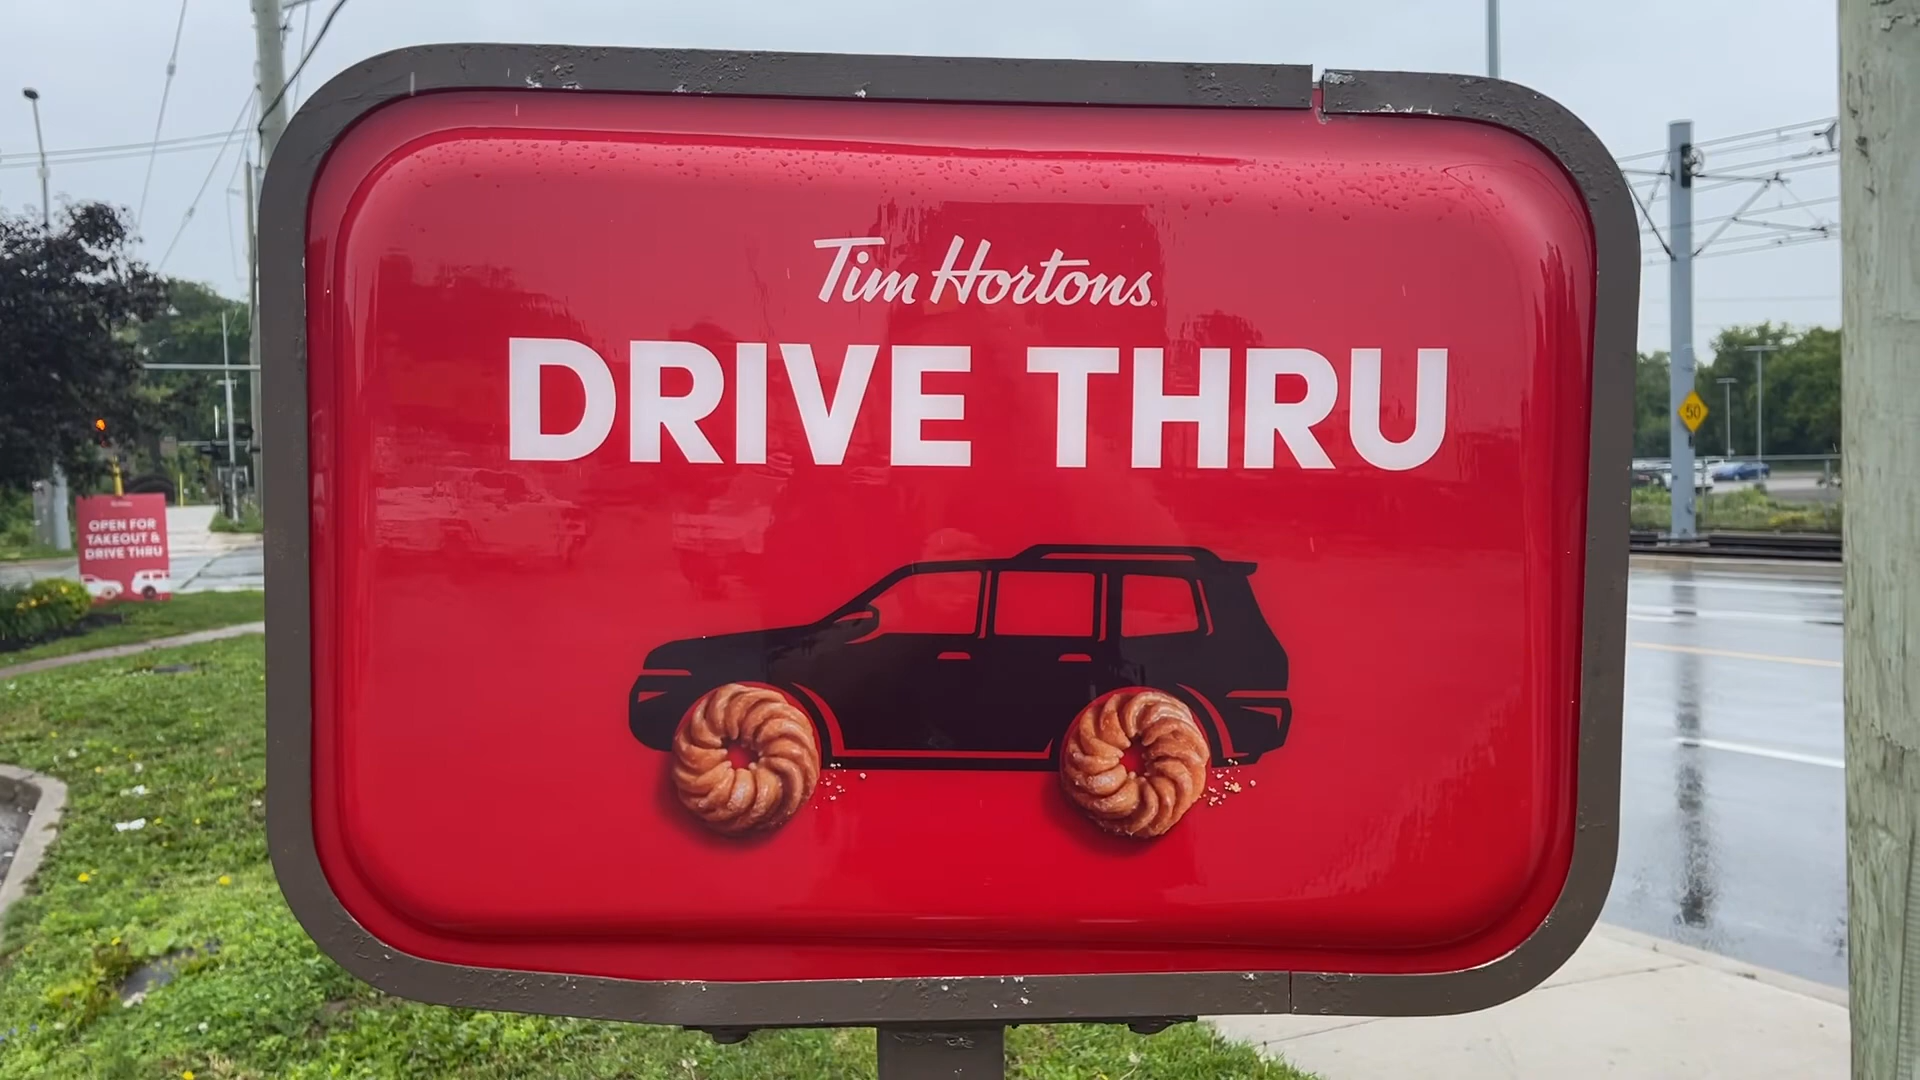 Tim Hortons
DRIVE THRU
OPEN FOR
TAKEOUT &
DRIVE THRU
50